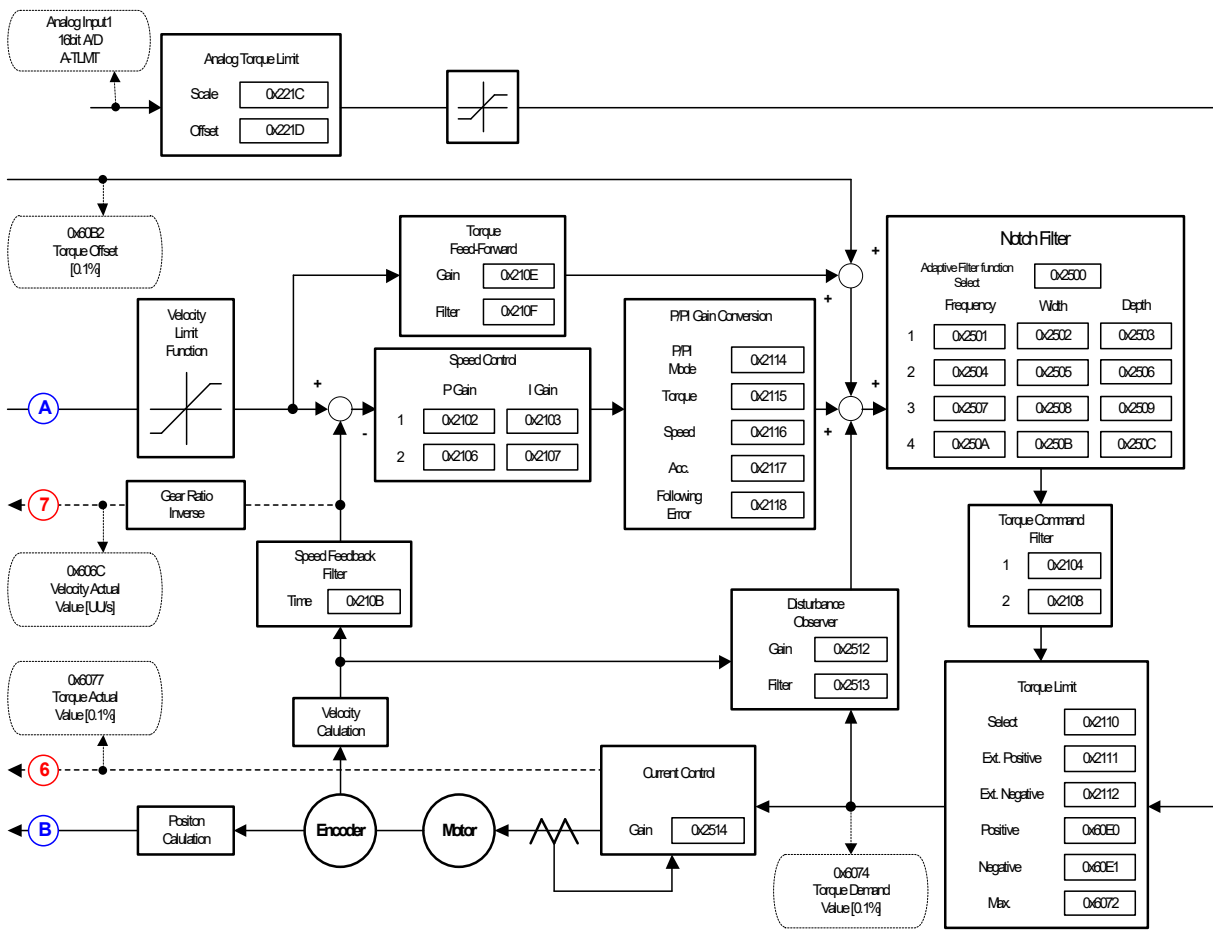 Analog Input1
16bit A/D
A-TLMT
Analog Torque Limit
Scale 0x221C
Offset 0x221D
0x60B2
Torque Offset
[0.1%]
Torque
Feed-Forward
Gain 0x210E
Filter 0x210F
+
+
Notch Filter
Adaptive Filter function
Select
0x2500
Frequency Width Depth
1 0x2501 0x2502 0x2503
2 0x2504 0x2505 0x2506
3 0x2507 0x2508 0x2509
4 0x250A 0x250B 0x250C
Velocity
Limit
Function
A
+
-
Speed Control
P Gain I Gain
1 0x2102 0x2103
2 0x2106 0x2107
P/PI Gain Conversion
P/PI
Mode
0x2114
Torque 0x2115
Speed 0x2116
Acc. 0x2117
Following
Error
0x2118
+
+
7
Gear Ratio
Inverse
0x606C
Velocity Actual
Value [UU/s]
Speed Feedback
Filter
Time 0x210B
Torque Command
Filter
1 0x2104
2 0x2108
Disturbance
Observer
Gain 0x2512
Filter 0x2513
0x6077
Torque Actual
Value [0.1%]
Velocity
Calulation
Torque Limit
Select 0x2110
Ext. Positive 0x2111
Ext. Negative 0x2112
Positive 0x60E0
Negative 0x60E1
Max. 0x6072
6
Current Control
Gain 0x2514
B
Positon
Calulation
Encoder
Motor
0x6074
Torque Demand
Value [0.1%]